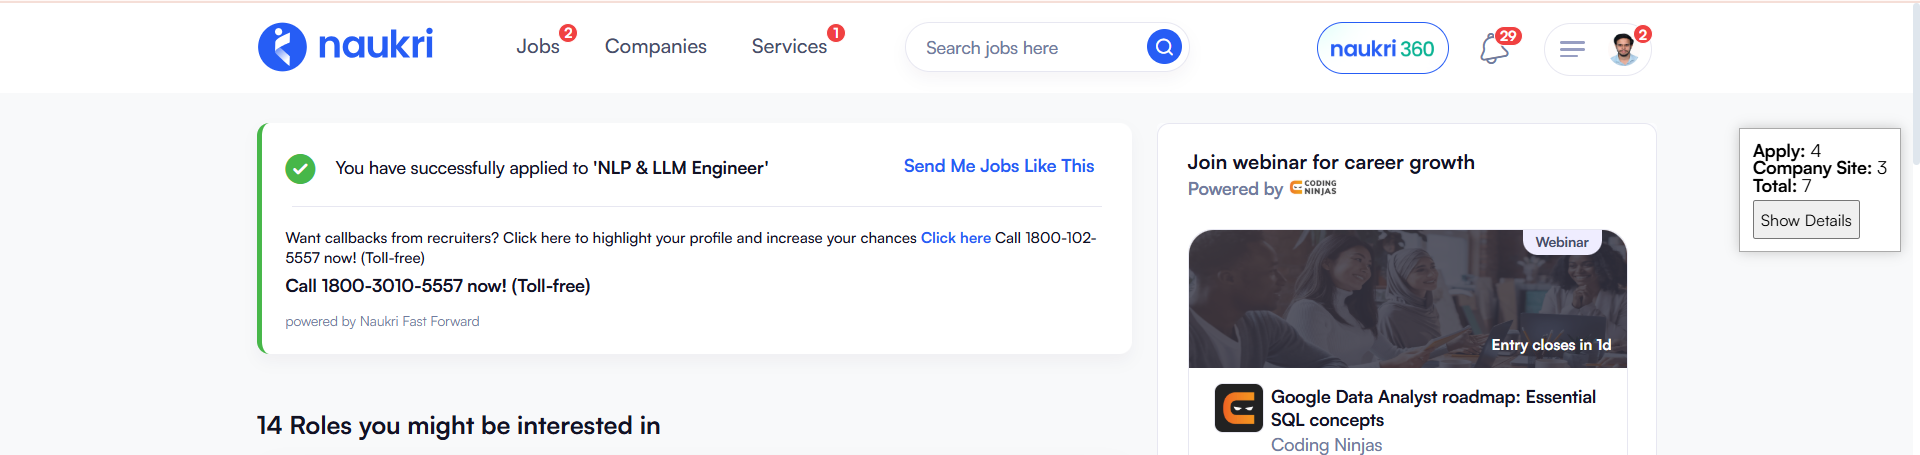 naukri
Jobs 2
Companies
Services 1
Search jobs here
naukri 360
29
2
You have successfully applied to 'NLP & LLM Engineer'
Send Me Jobs Like This
Want callbacks from recruiters? Click here to highlight your profile and increase your chances Click here Call 1800-102-
5557 now! (Toll-free)
Call 1800-3010-5557 now! (Toll-free)
powered by Naukri Fast Forward
14 Roles you might be interested in
Join webinar for career growth
Powered by CODING NINJAS
Webinar
Entry closes in 1d
Google Data Analyst roadmap: Essential
SQL concepts
Coding Ninjas
Apply: 4
Company Site: 3
Total: 7
Show Details